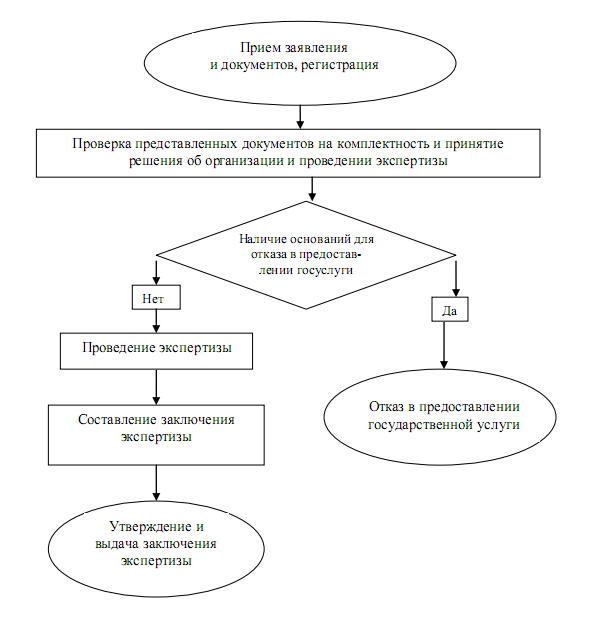 Прием заявления
и документов, регистрация
Проверка представленных документов на комплектность и принятие
решения об организации и проведении экспертизы
Наличие оснований для
отказа в предостав-
лении госуслуги
Нет
Да
Проведение экспертизы
Отказ в предоставлении
государственной услуги
Составление заключения
экспертизы
Утверждение и
выдача заключения
экспертизы